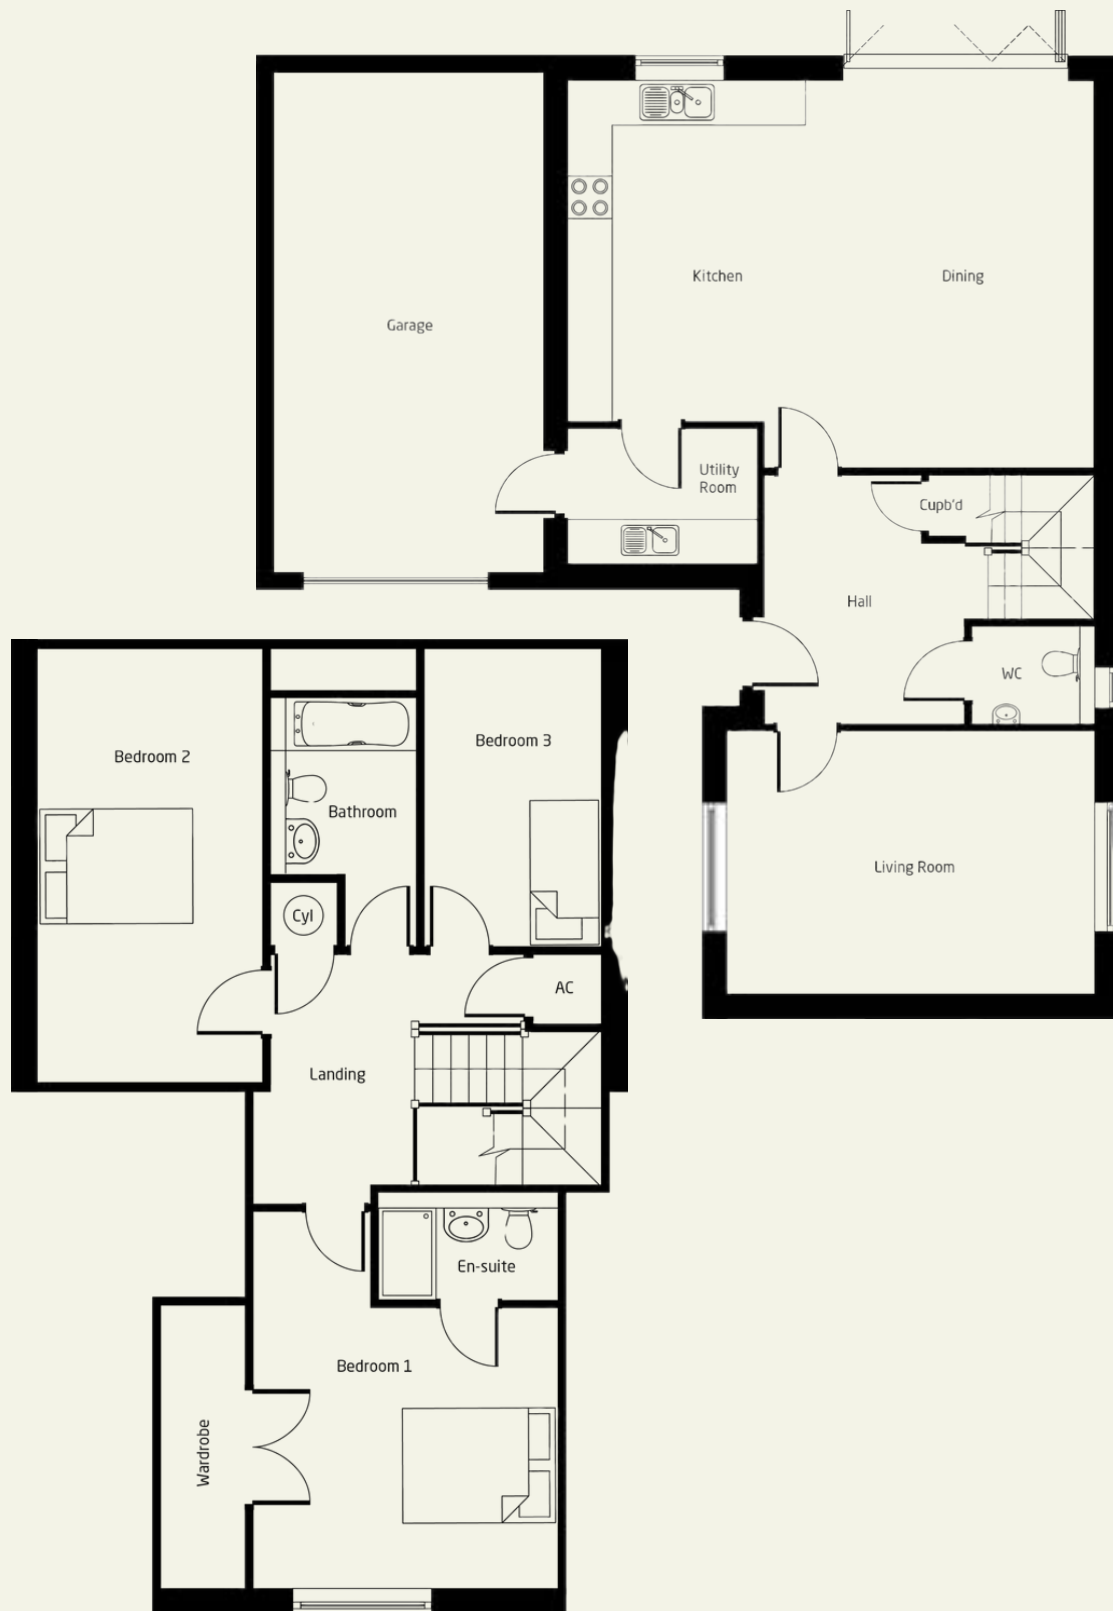 Kitchen
Dining
Garage
Utility
Room
Cupb'd
Hall
WC
Living Room
Bedroom 2
Bedroom 3
Bathroom
Cyl
AC
Landing
En-suite
Bedroom 1
Wardrobe